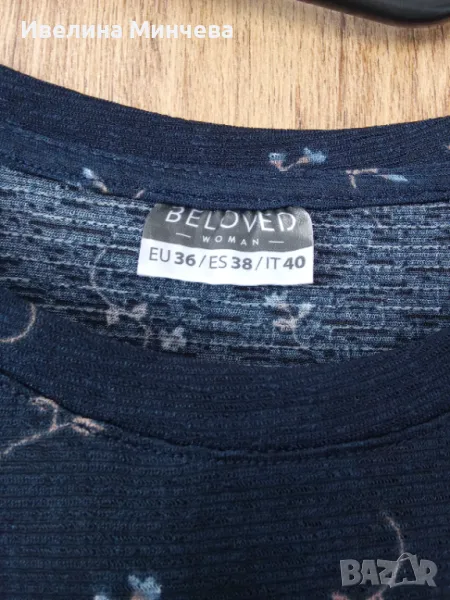 Ивелина Минчева
BELOVED
— WOMAN —
EU 36 / ES 38 / IT 40
BAZAR